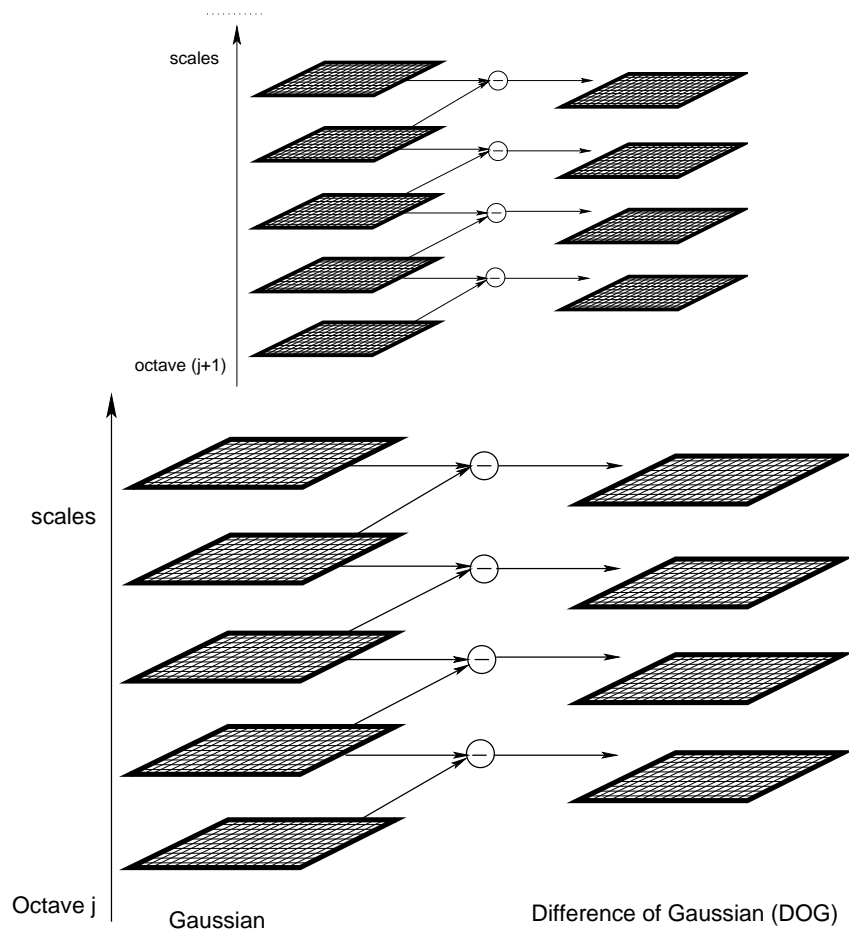 scales
octave (j+1)
scales
Octave j
Gaussian
Difference of Gaussian (DOG)